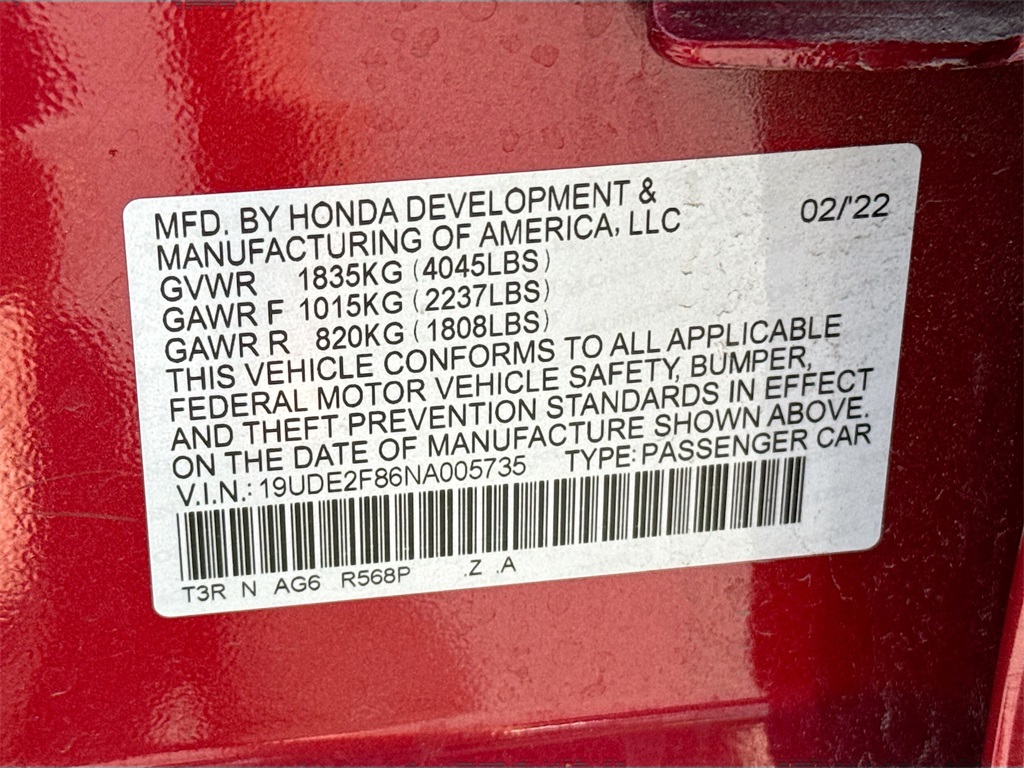 MFD. BY HONDA DEVELOPMENT &
MANUFACTURING OF AMERICA, LLC 02/'22
GVWR 1835KG (4045LBS)
GAWR F 1015KG (2237LBS)
GAWR R 820KG (1808LBS)
THIS VEHICLE CONFORMS TO ALL APPLICABLE
FEDERAL MOTOR VEHICLE SAFETY, BUMPER,
AND THEFT PREVENTION STANDARDS IN EFFECT
ON THE DATE OF MANUFACTURE SHOWN ABOVE.
V.I.N.: 19UDE2F86NA005735 TYPE: PASSENGER CAR
T3R N AG6 R568P .Z .A